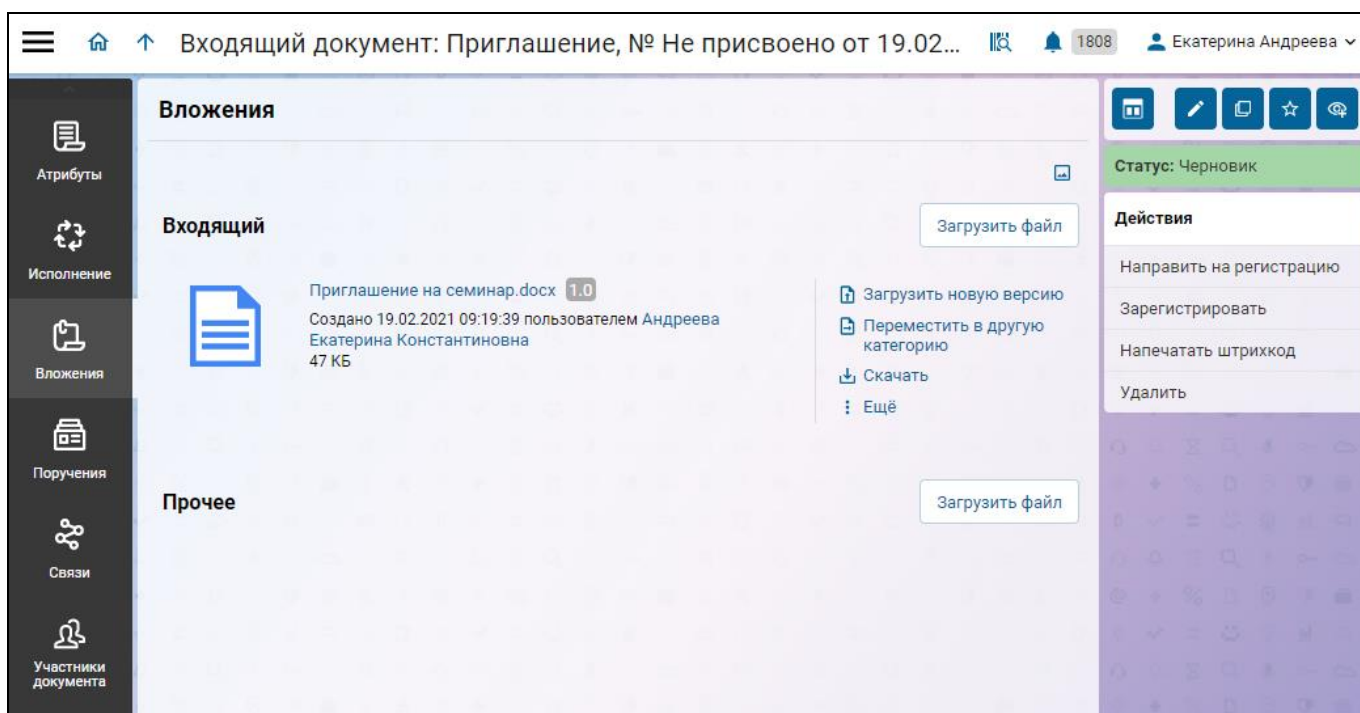 Входящий документ: Приглашение, № Не присвоено от 19.02...
1808
Екатерина Андреева
Атрибуты
Исполнение
Вложения
Поручения
Связи
Участники
документа
Вложения
Входящий
Загрузить файл
Приглашение на семинар.docx 1.0
Создано 19.02.2021 09:19:39 пользователем Андреева
Екатерина Константиновна
47 КБ
Загрузить новую версию
Переместить в другую
категорию
Скачать
Ещё
Прочее
Загрузить файл
Статус: Черновик
Действия
Направить на регистрацию
Зарегистрировать
Напечатать штрихкод
Удалить